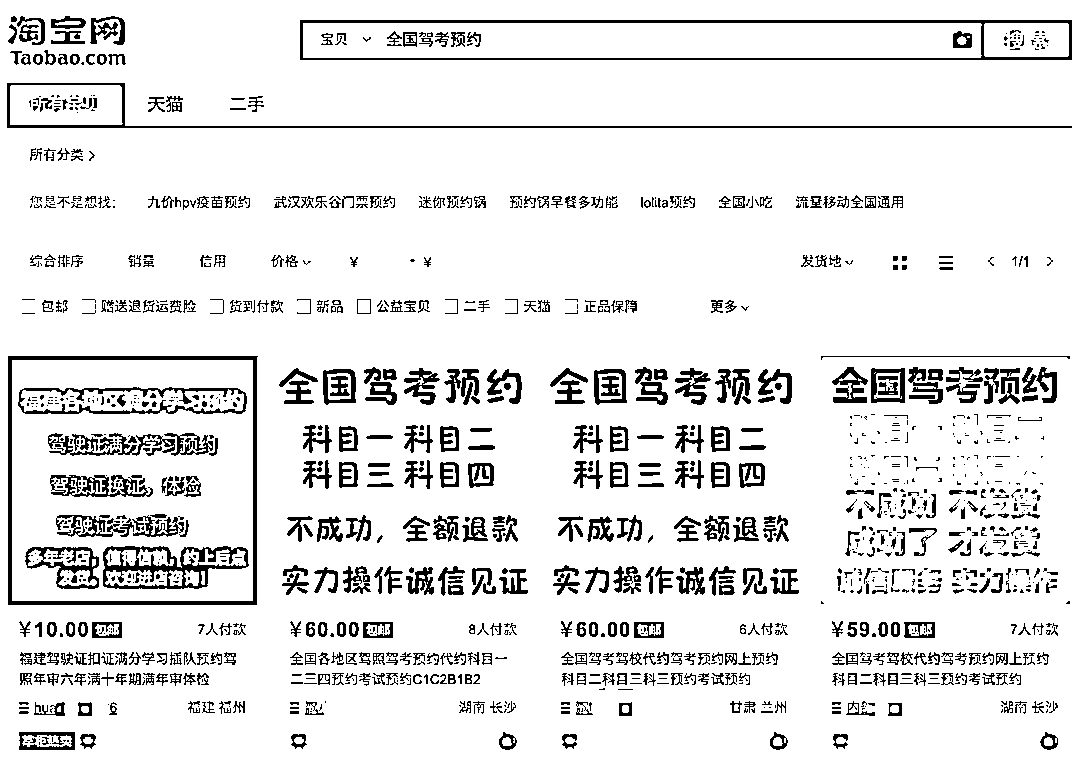 淘宝网
Taobao.com
宝贝 全国驾考预约 搜索
所有宝贝 天猫 二手
所有分类 >
您是不是想找: 九价hpv疫苗预约 武汉欢乐谷门票预约 迷你预约锅 预约锅早餐多功能 lolita预约 全国小吃 流量移动全国通用
综合排序 销量 信用 价格 ¥ - ¥ 发货地 < 1/1 >
包邮 赠送退货运费险 货到付款 新品 公益宝贝 二手 天猫 正品保障 更多
福建各地区满分学习预约
驾驶证满分学习预约
驾驶证换证，体检
驾驶证考试预约
多年老店，值得信赖，约上后点
发货。欢迎进店咨询！
¥10.00 包邮 7人付款
福建驾驶证扣证满分学习插队预约驾
照年审六年满十年期满年审体检
福建 福州
全国驾考预约
科目一 科目二
科目三 科目四
不成功，全额退款
实力操作诚信见证
¥60.00 包邮 8人付款
全国各地区驾照驾考预约代约科目一
二三四预约考试预约C1C2B1B2
湖南 长沙
全国驾考预约
科目一 科目二
科目三 科目四
不成功，全额退款
实力操作诚信见证
¥60.00 包邮 6人付款
全国驾考驾校代约驾考预约网上预约
科目二科目三科三预约考试预约
甘肃 兰州
全国驾考预约
科目一 科目二
科目三 科目四
不成功 不发货
成功了 才发货
诚信服务 实力操作
¥59.00 包邮 7人付款
全国驾考驾校代约驾考预约网上预约
科目二科目三科三预约考试预约
湖南 长沙